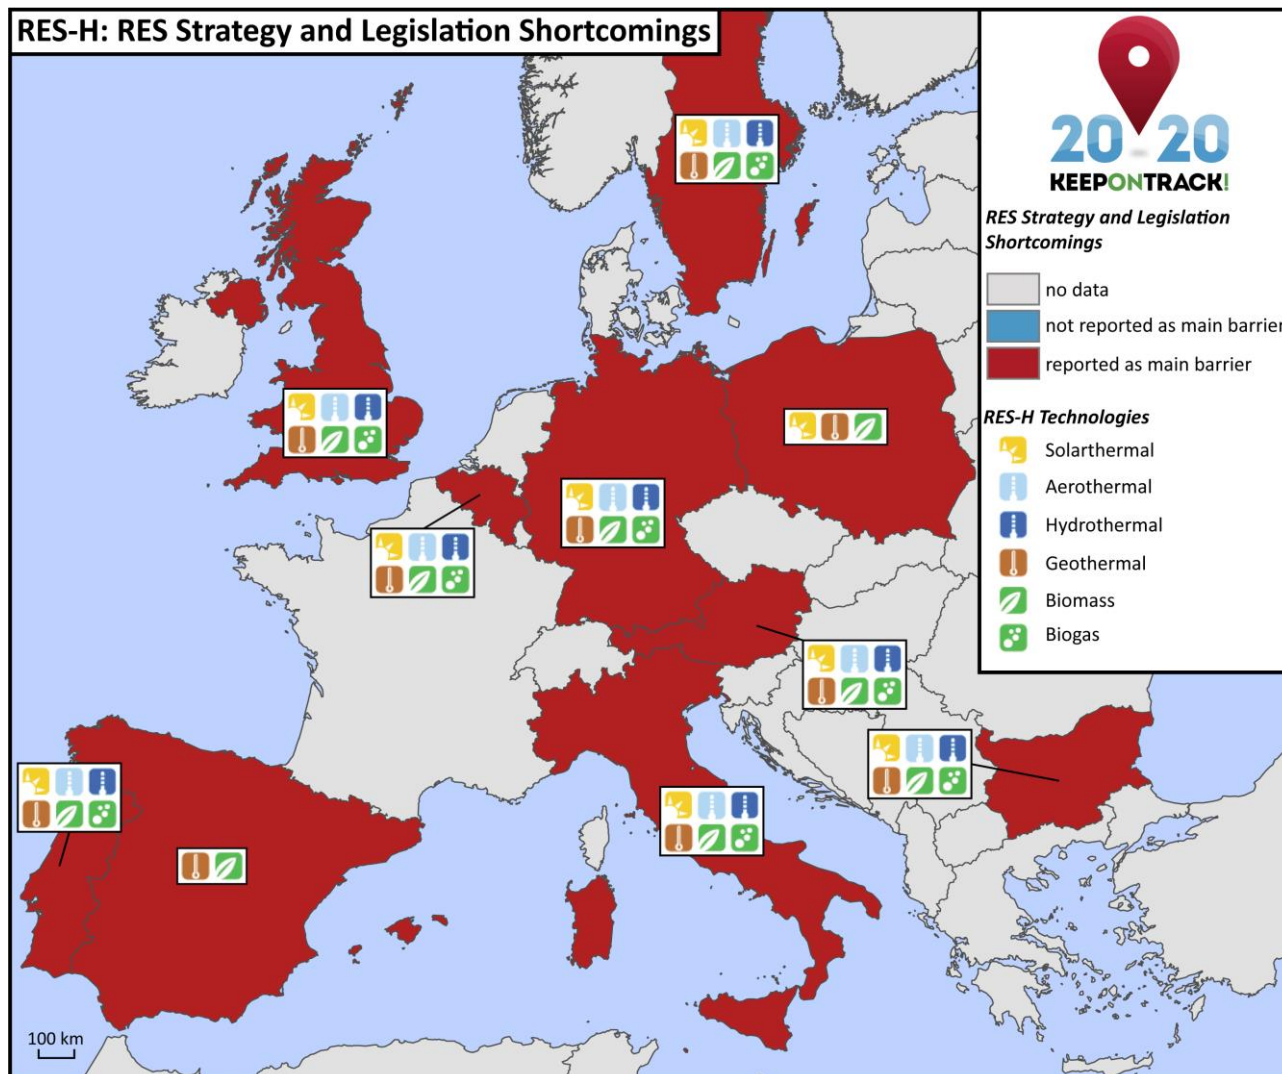 RES-H: RES Strategy and Legislation Shortcomings
20 20
KEEPONTRACK!
RES Strategy and Legislation
Shortcomings
no data
not reported as main barrier
reported as main barrier
RES-H Technologies
Solarthermal
Aerothermal
Hydrothermal
Geothermal
Biomass
Biogas
100 km